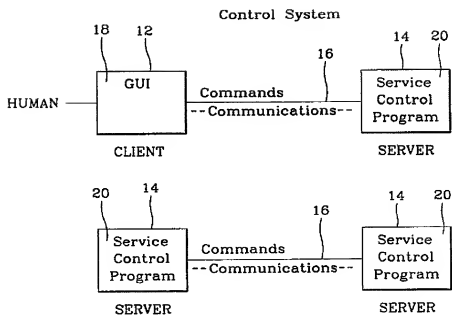 Control System
18 12 16 14 20
GUI
HUMAN
Commands
--Communications--
Service
Control
Program
CLIENT
SERVER
20 14 16 14 20
Service
Control
Program
Commands
--Communications--
Service
Control
Program
SERVER
SERVER